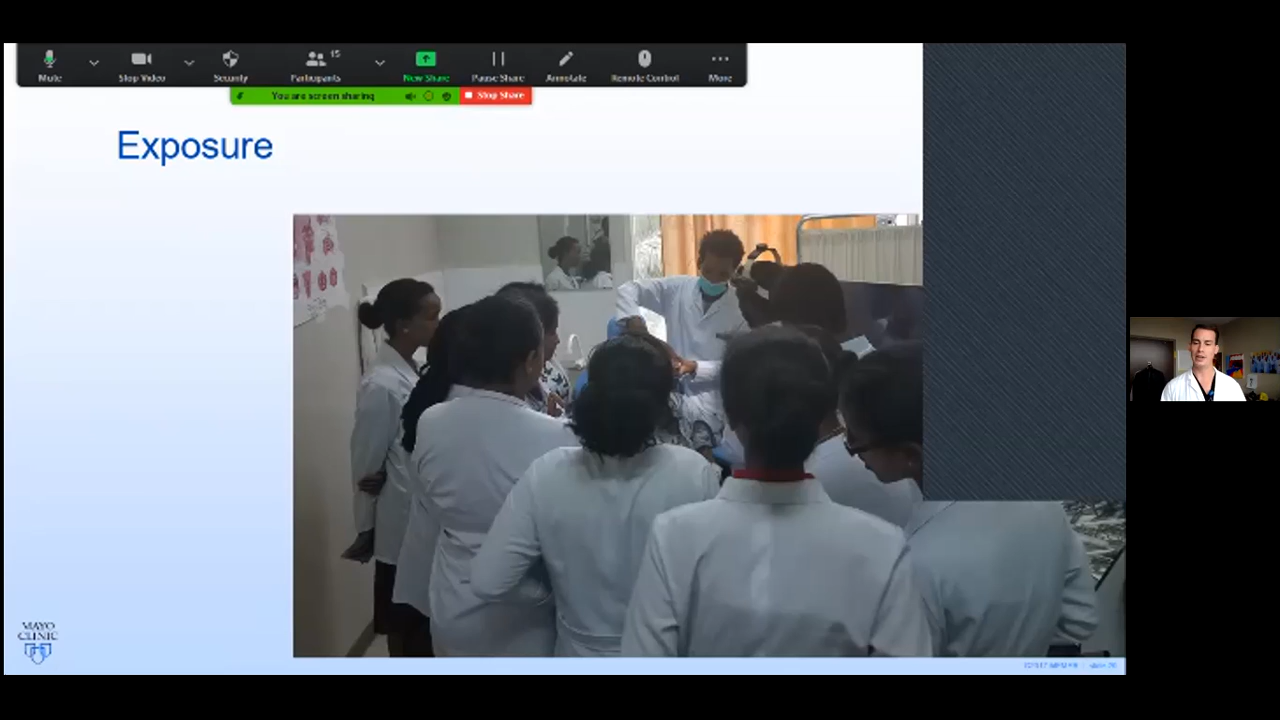 15
Mute Stop Video Security Participants New Share Pause Share Annotate Remote Control More
You are screen sharing Stop Share
Exposure
MAYO
CLINIC